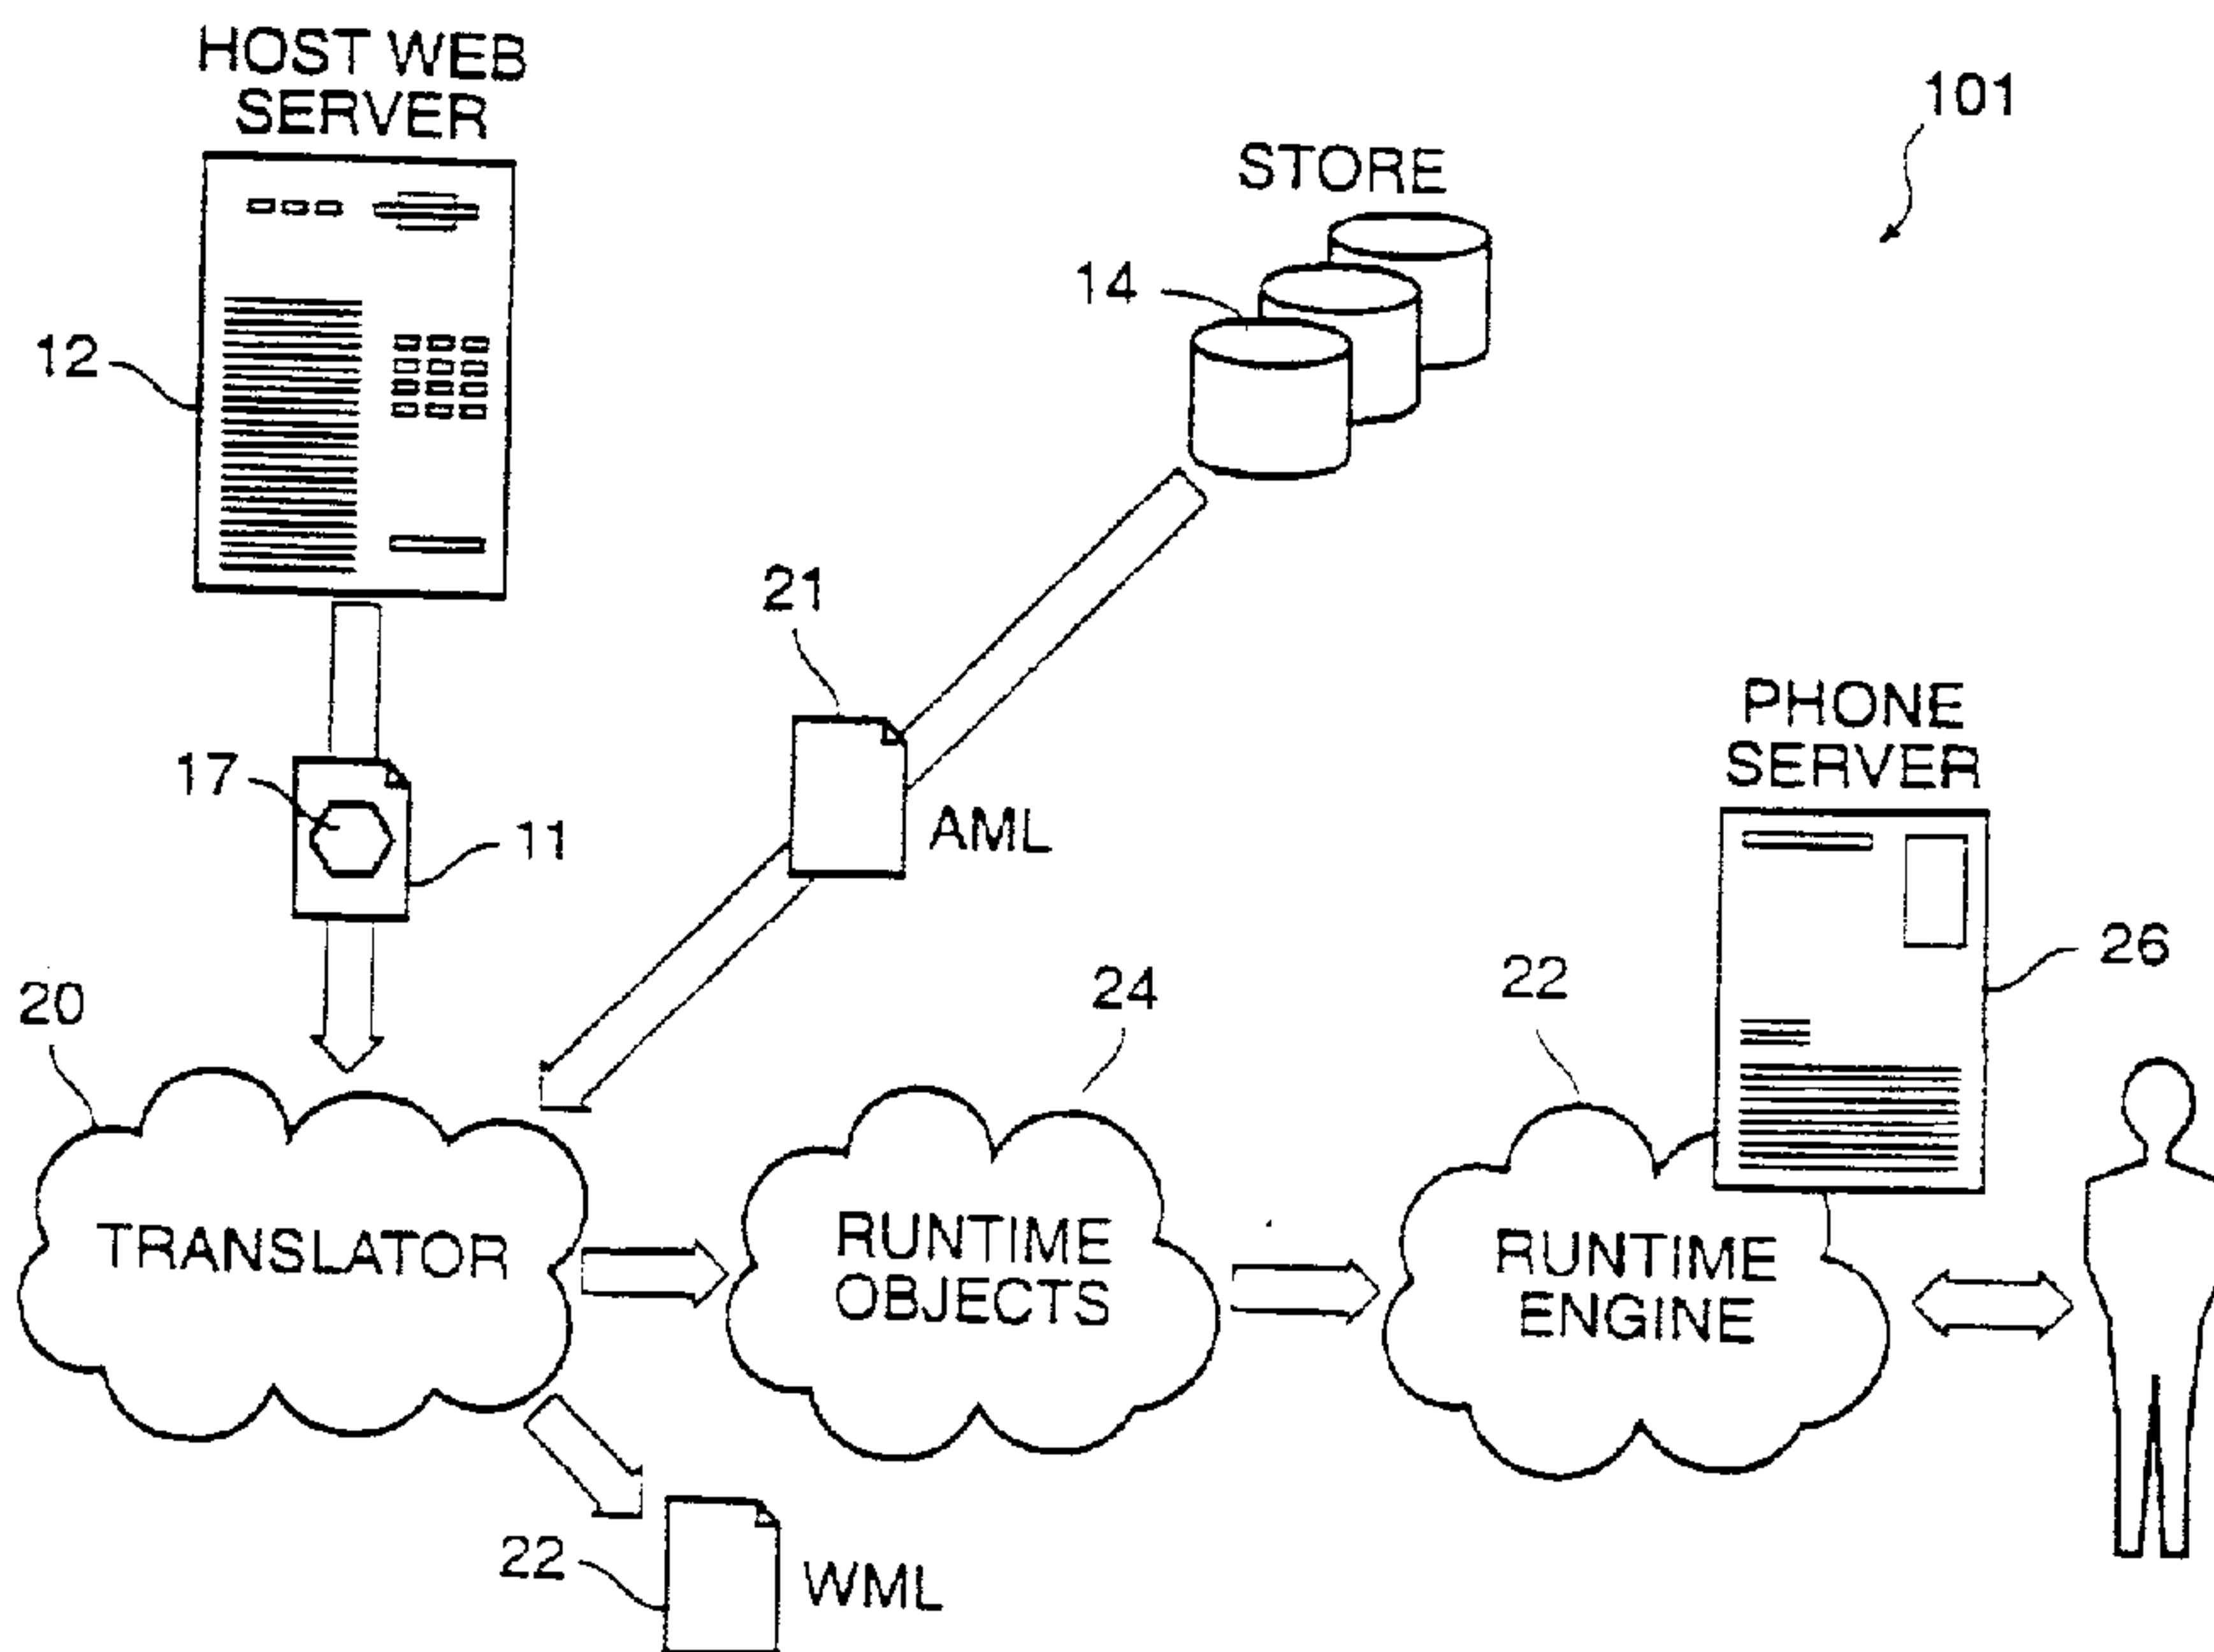 HOST WEB
SERVER
101
STORE
14
12
21
PHONE
SERVER
17
11
AML
26
20
24
22
TRANSLATOR
RUNTIME
OBJECTS
RUNTIME
ENGINE
22
WML